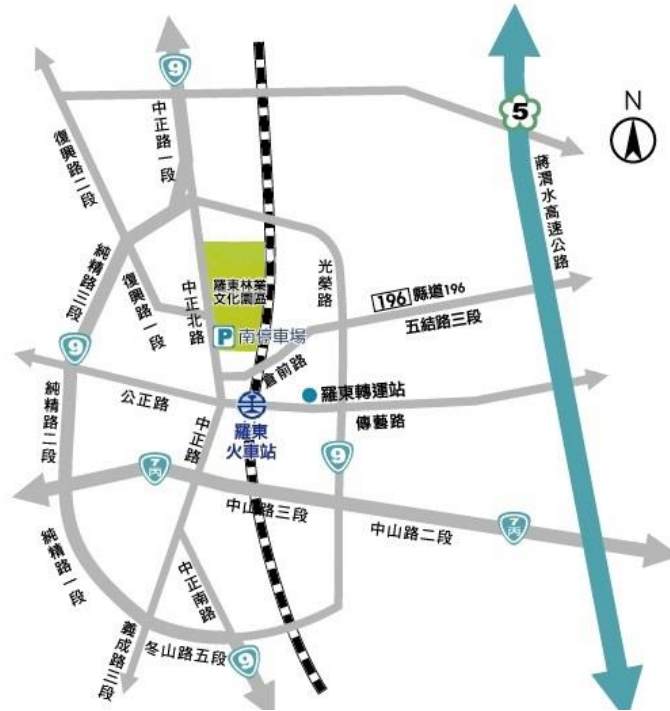 9
中正路一段
復興路二段
5
N
蔣渭水高速公路
純精路三段
復興路一段
中正北路
羅東林業
文化園區
光榮路
196 縣道196
五結路三段
P 南停車場
倉前路
9
公正路
羅東轉運站
傳藝路
羅東
火車站
純精路二段
中正路
9
7丙
中山路三段
中山路二段
7丙
純精路一段
中正南路
義成路三段
冬山路五段
9